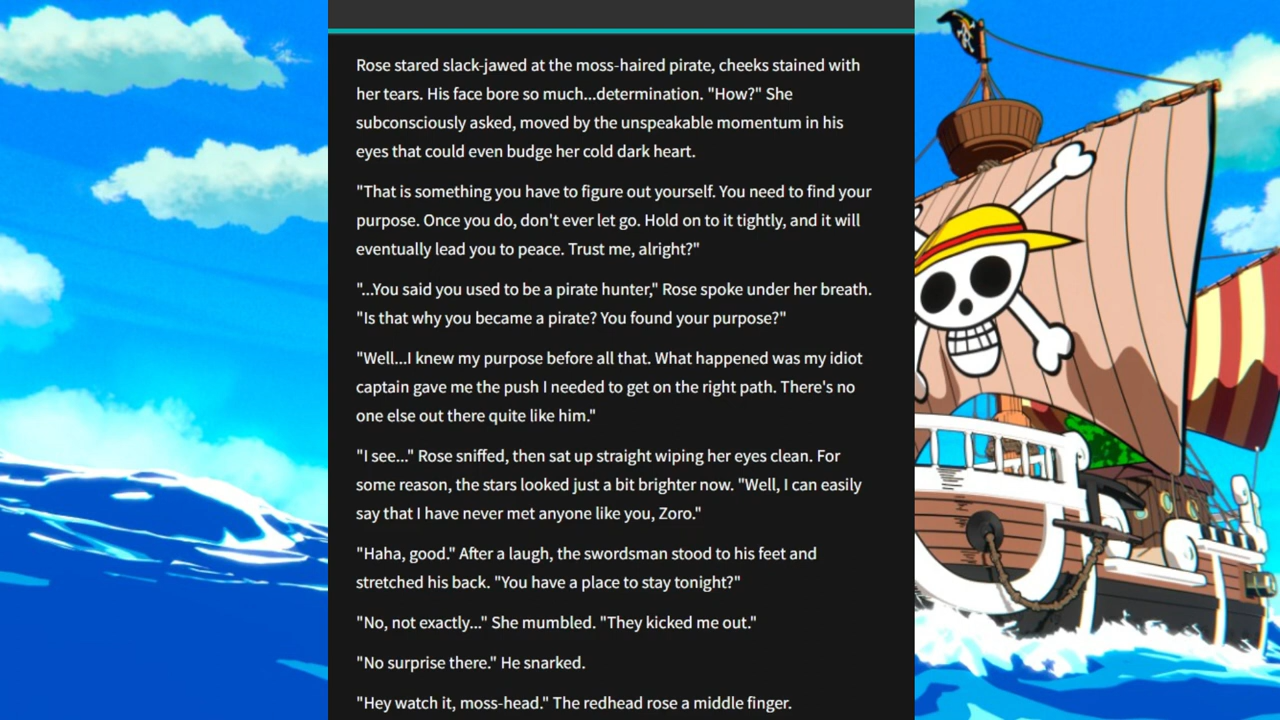 Rose stared slack-jawed at the moss-haired pirate, cheeks stained with
her tears. His face bore so much...determination. "How?" She
subconsciously asked, moved by the unspeakable momentum in his
eyes that could even budge her cold dark heart.
"That is something you have to figure out yourself. You need to find your
purpose. Once you do, don't ever let go. Hold on to it tightly, and it will
eventually lead you to peace. Trust me, alright?"
"...You said you used to be a pirate hunter," Rose spoke under her breath.
"Is that why you became a pirate? You found your purpose?"
"Well...I knew my purpose before all that. What happened was my idiot
captain gave me the push I needed to get on the right path. There's no
one else out there quite like him."
"I see..." Rose sniffed, then sat up straight wiping her eyes clean. For
some reason, the stars looked just a bit brighter now. "Well, I can easily
say that I have never met anyone like you, Zoro."
"Haha, good." After a laugh, the swordsman stood to his feet and
stretched his back. "You have a place to stay tonight?"
"No, not exactly..." She mumbled. "They kicked me out."
"No surprise there." He snarked.
"Hey watch it, moss-head." The redhead rose a middle finger.